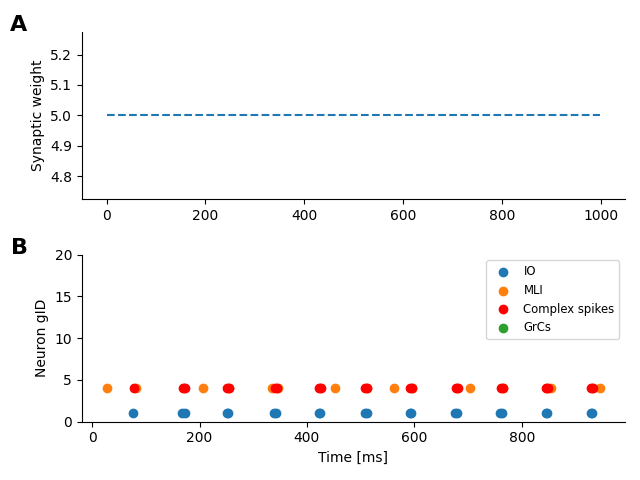 A
Synaptic weight
5.2
5.1
5.0
4.9
4.8
0 200 400 600 800 1000
B
Neuron gID
20
15
10
5
0
IO
MLI
Complex spikes
GrCs
0 200 400 600 800
Time [ms]